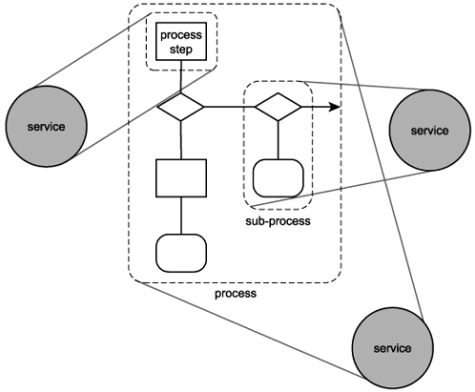 process
step
service
service
sub-process
process
service